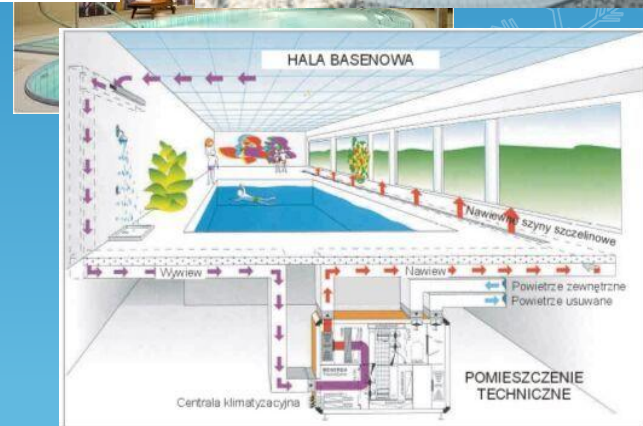 HALA BASENOWA
Nawiewne szyny szczelinowe
Wywiew
Nawiew
Powietrze zewnętrzne
Powietrze usuwane
Centrala klimatyzacyjna
POMIESZCZENIE
TECHNICZNE